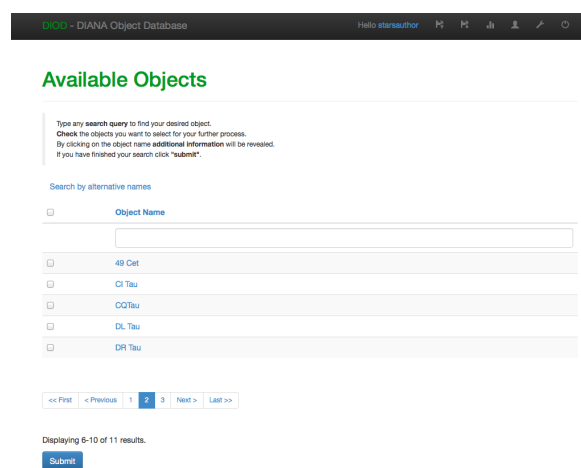 DIOD - DIANA Object Database Hello starsauthor
Available Objects
Type any search query to find your desired object.
Check the objects you want to select for your further process.
By clicking on the object name additional information will be revealed.
If you have finished your search click "submit".
Search by alternative names
Object Name
49 Cet
CI Tau
CQTau
DL Tau
DR Tau
<< First < Previous 1 2 3 Next > Last >>
Displaying 6-10 of 11 results.
Submit